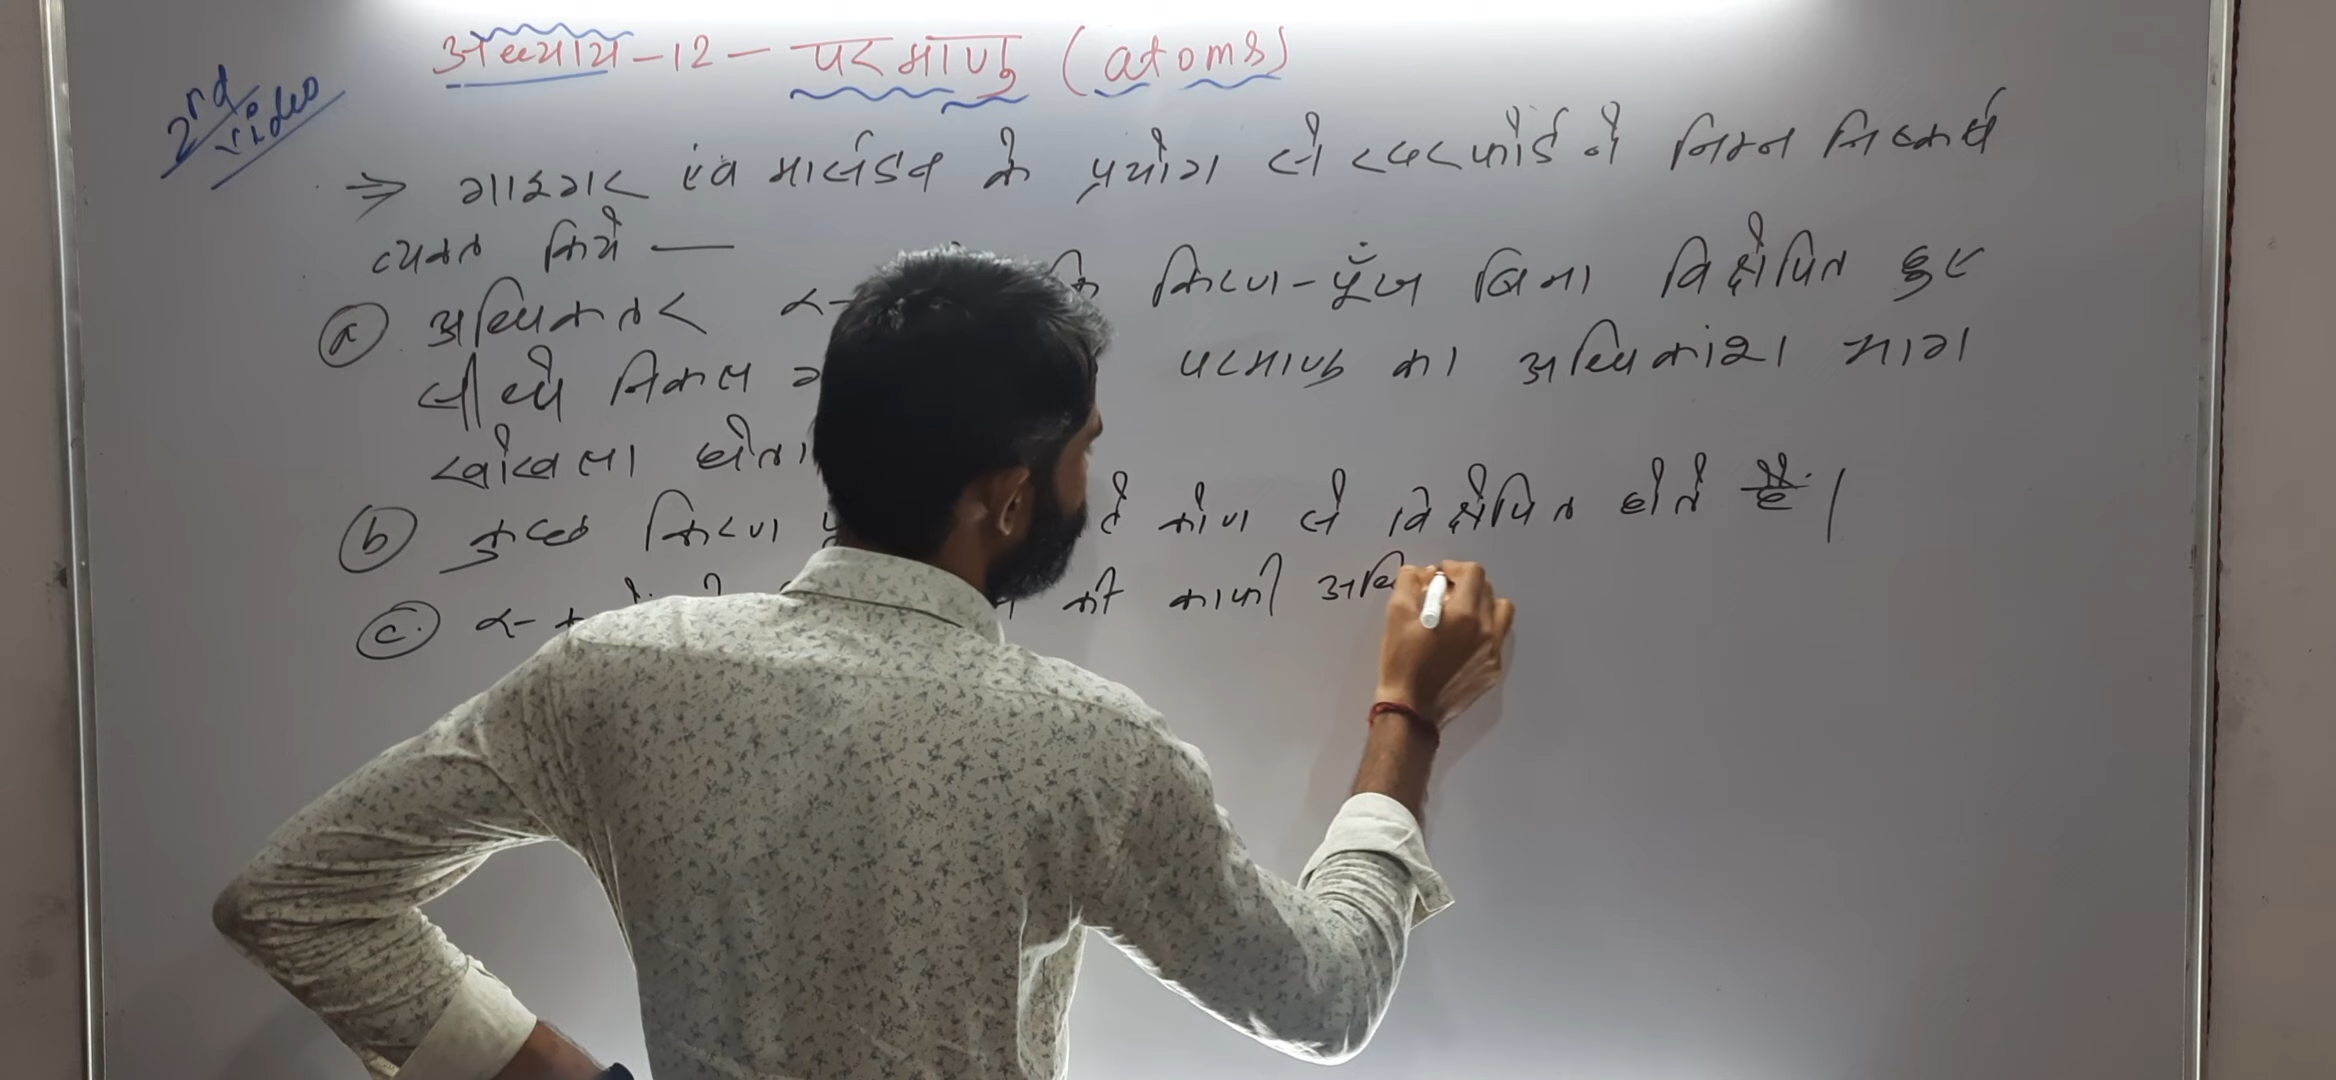 2nd video
अध्याय-12- परमाणु (atoms)
⇒ गाइगर एंव मार्सडन के प्रयोग से रदरफोर्ड ने निम्न निष्कर्ष
व्यक्त किये —
(a) अधिकतर α- किरण-पूँज बिना विक्षेपित हुए
सीधे निकल परमाणु का अधिकांश भाग
खोखला होता
(b) कुछ किरण कोण से विक्षेपित होते हैं।
(c) α- की काफी